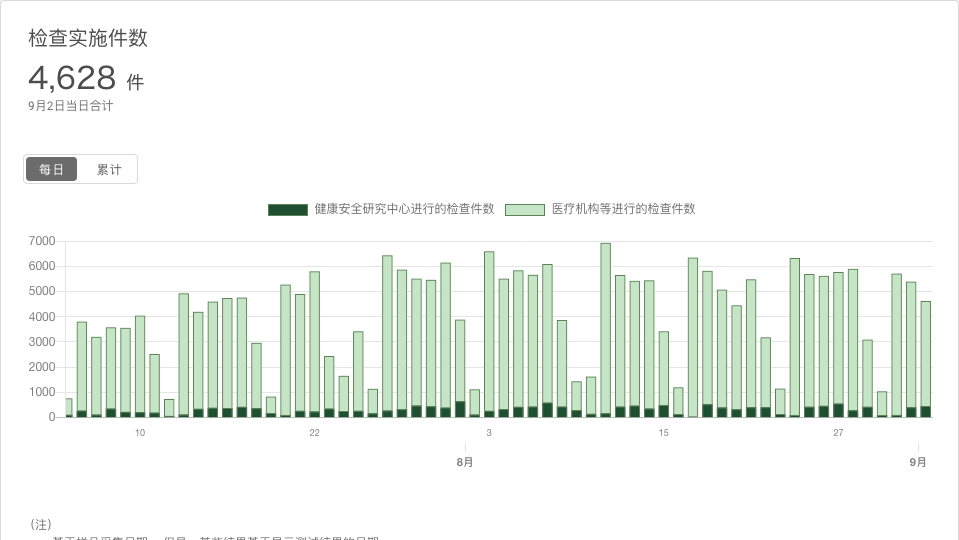 检查实施件数
4,628 件
9月2日当日合计
每日 累计
健康安全研究中心进行的检查件数 医疗机构等进行的检查件数
7000
6000
5000
4000
3000
2000
1000
0
10 22 3 15 27
8月 9月
(注)